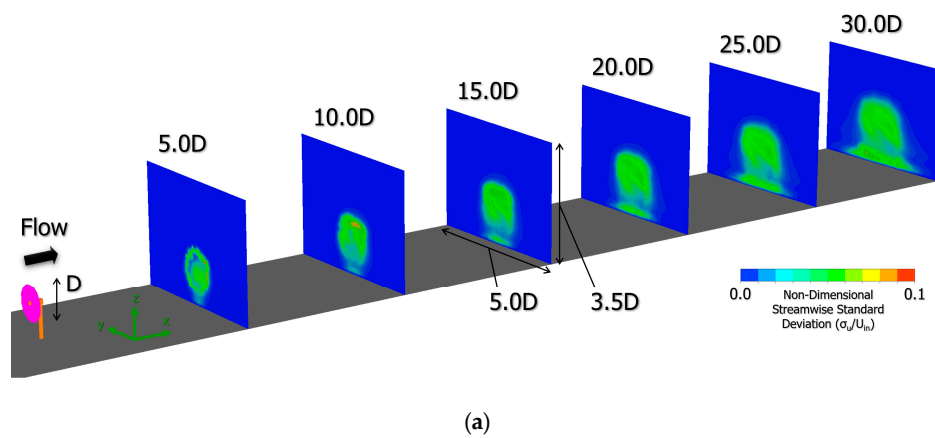 30.0D
25.0D
20.0D
15.0D
10.0D
5.0D
Flow
D
z
y
x
5.0D
3.5D
0.0
0.1
Non-Dimensional
Streamwise Standard
Deviation (σu/Uin)
(a)